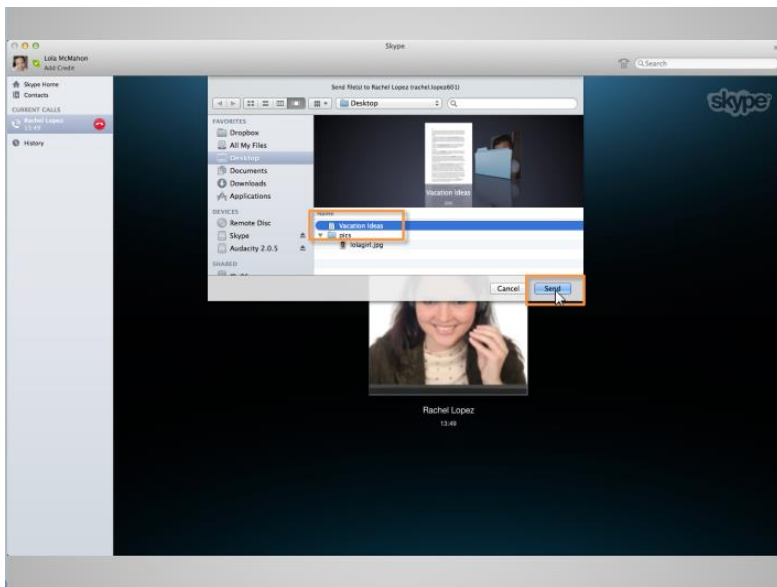 Skype
Lola McMahon
Add Credit
Search
Skype Home
Contacts
CURRENT CALLS
Rachel Lopez
13:49
History
skype
Send file(s) to Rachel Lopez (rachel.lopez601)
Desktop
FAVORITES
Dropbox
All My Files
Desktop
Documents
Downloads
Applications
DEVICES
Remote Disc
Skype
Audacity 2.0.5
SHARED
Vacation Ideas
Name
Vacation Ideas
pics
lolagirl.jpg
Cancel
Send
Rachel Lopez
13:49